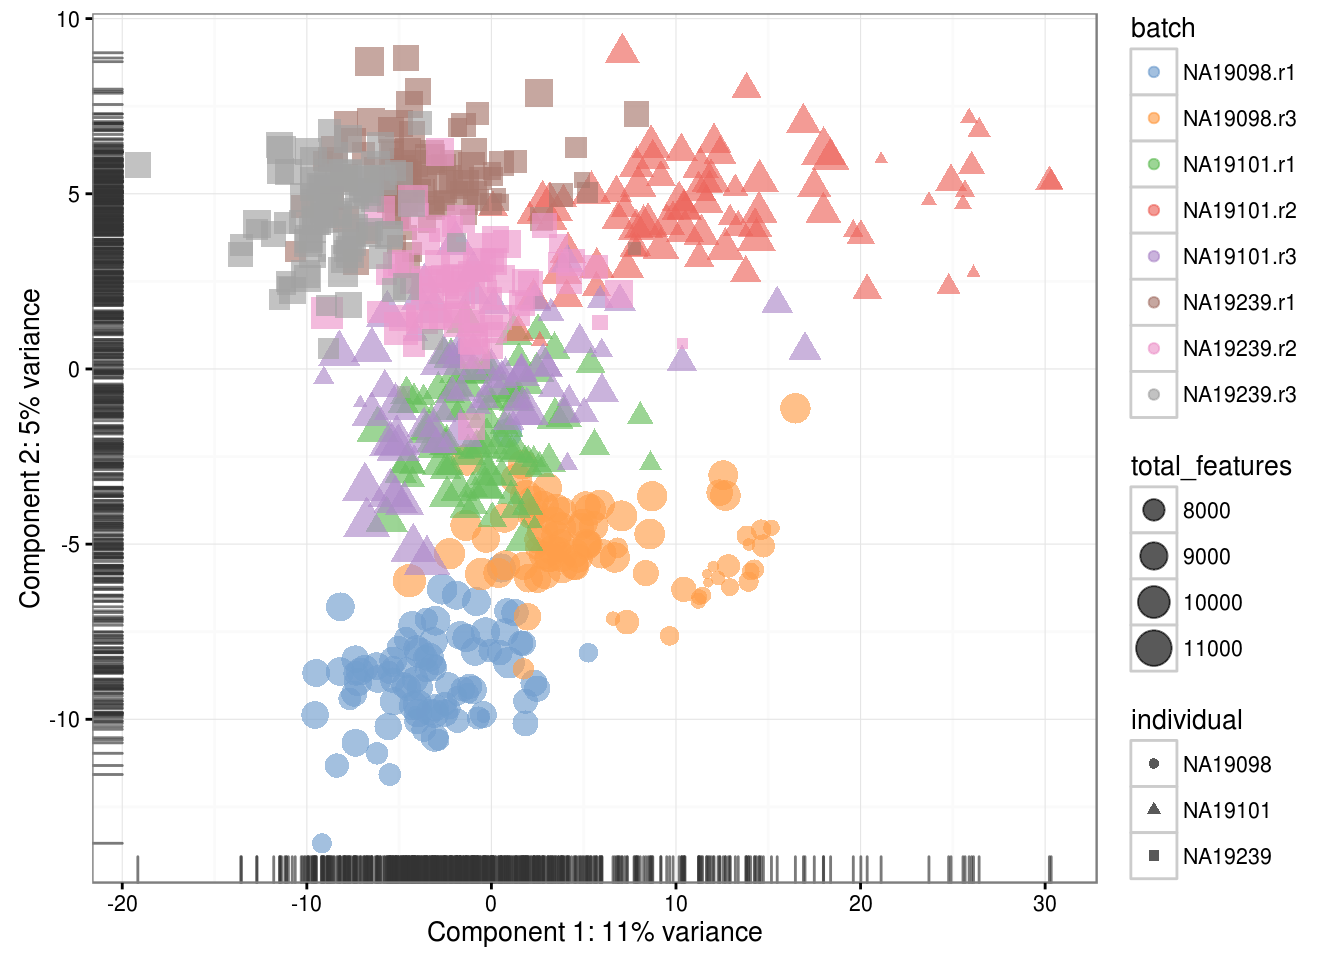 10
5
0
-5
-10
Component 2: 5% variance
-20
-10
0
10
20
30
Component 1: 11% variance
batch
NA19098.r1
NA19098.r3
NA19101.r1
NA19101.r2
NA19101.r3
NA19239.r1
NA19239.r2
NA19239.r3
total_features
8000
9000
10000
11000
individual
NA19098
NA19101
NA19239